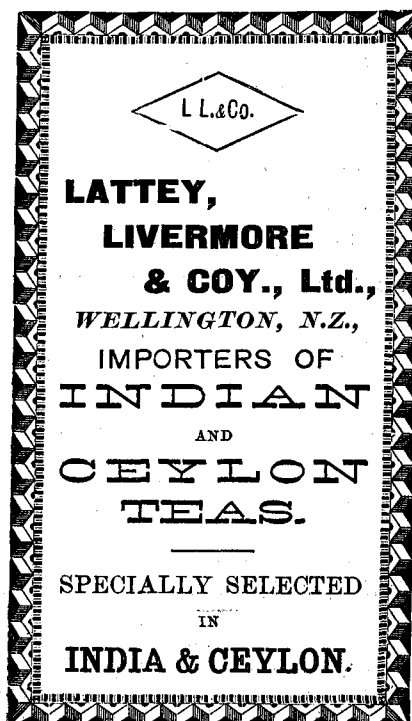 L L.&Co.
LATTEY,
LIVERMORE
& COY., Ltd.,
WELLINGTON, N.Z.,
IMPORTERS OF
INDIAN
AND
CEYLON
TEAS.
SPECIALLY SELECTED
IN
INDIA & CEYLON.